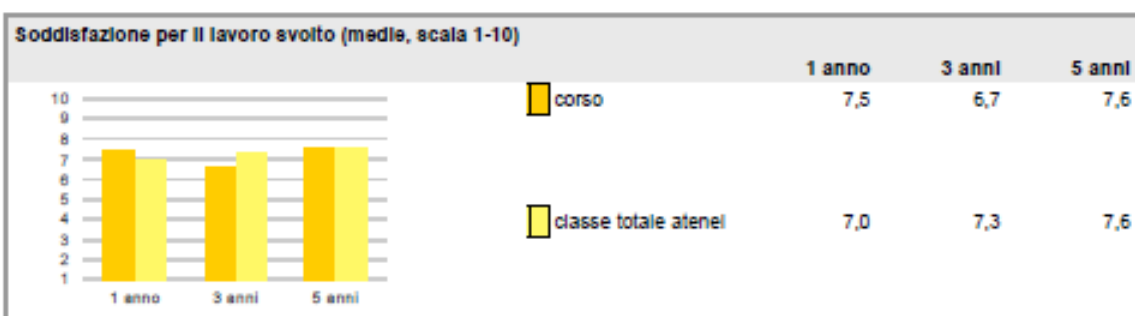 Soddisfazione per il lavoro svolto (medie, scala 1-10)
1 anno 3 anni 5 anni
corso 7,5 6,7 7,6
classe totale atenei 7,0 7,3 7,6
10
9
8
7
6
5
4
3
2
1
1 anno 3 anni 5 anni